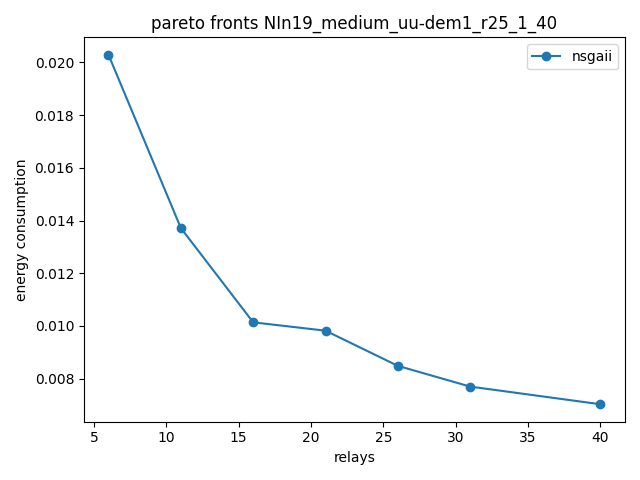 pareto fronts NIn19_medium_uu-dem1_r25_1_40
nsgaii
energy consumption
0.020
0.018
0.016
0.014
0.012
0.010
0.008
5 10 15 20 25 30 35 40
relays